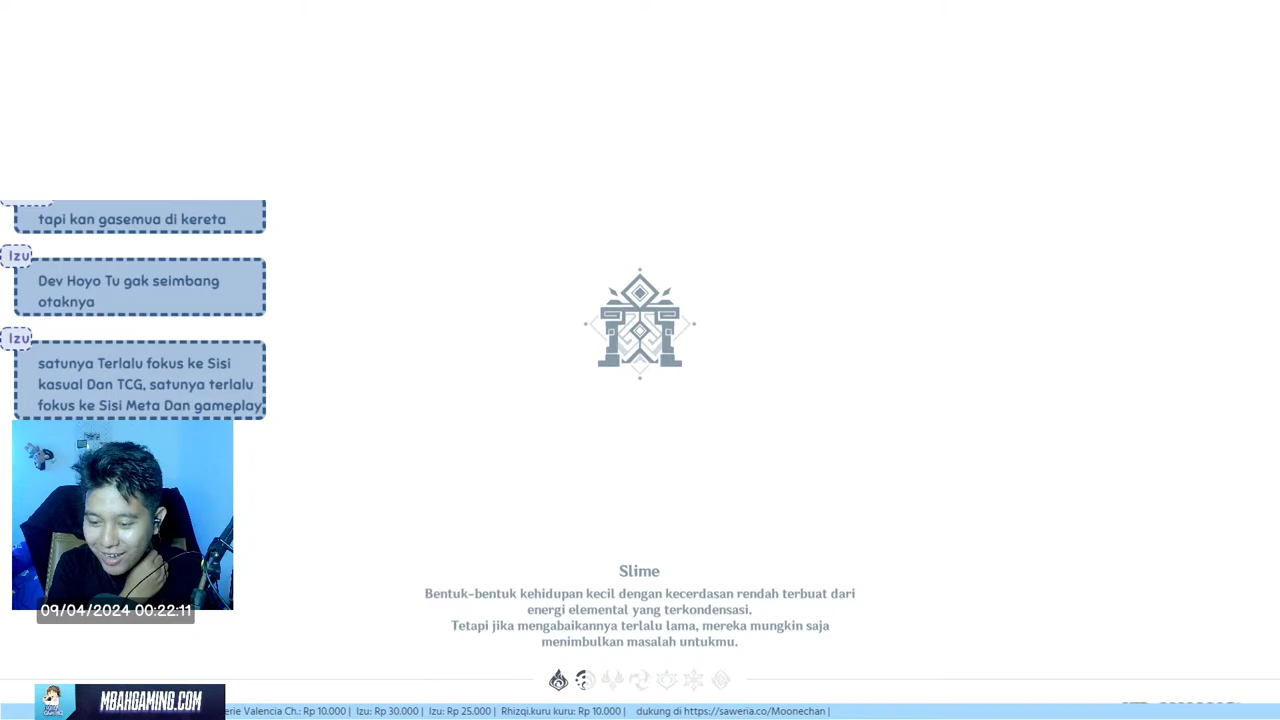 tapi kan gasemua di kereta
Izu
Dev Hoyo Tu gak seimbang
otaknya
Izu
satunya Terlalu fokus ke Sisi
kasual Dan TCG, satunya terlalu
fokus ke Sisi Meta Dan gameplay
09/04/2024 00:22:11
Slime
Bentuk-bentuk kehidupan kecil dengan kecerdasan rendah terbuat dari
energi elemental yang terkondensasi.
Tetapi jika mengabaikannya terlalu lama, mereka mungkin saja
menimbulkan masalah untukmu.
MBAHGAMING.COM
erie Valencia Ch.: Rp 10.000 | Izu: Rp 30.000 | Izu: Rp 25.000 | Rhizqi.kuru kuru: Rp 10.000 | dukung di https://saweria.co/Moonechan |